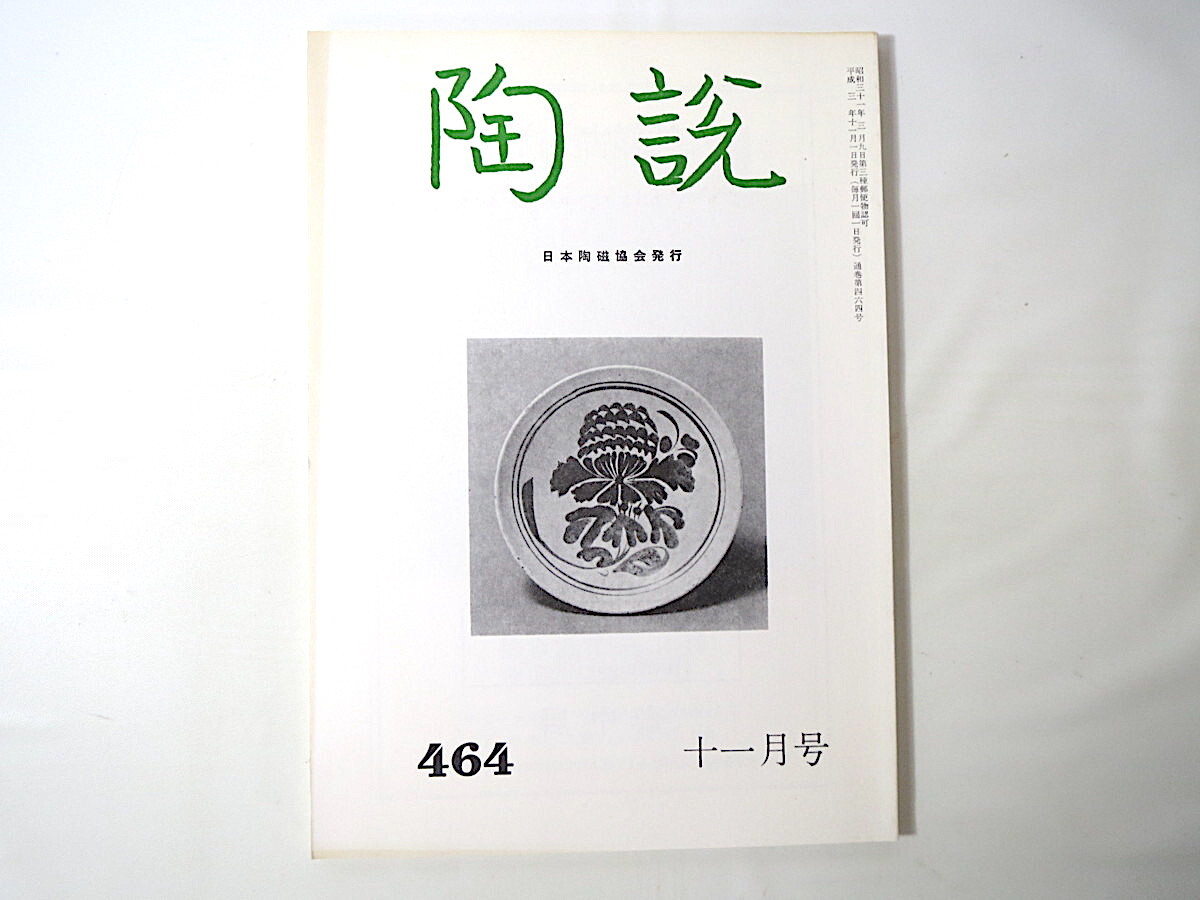 陶説
日本陶磁協会発行
昭和三十一年三月九日第三種郵便物認可
平成三年十一月一日発行（毎月一回一日発行）通巻第四六四号
464
十一月号